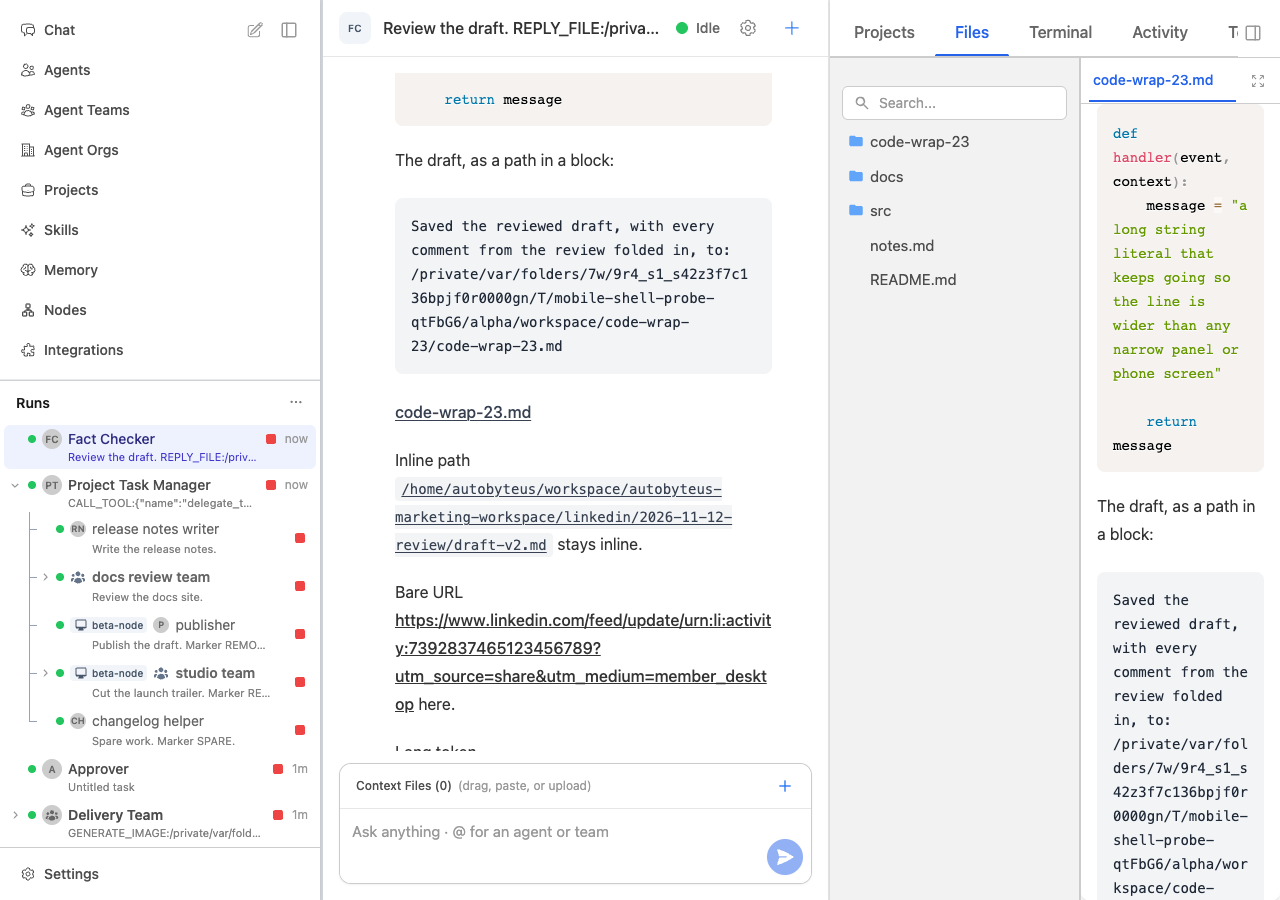 Chat
Agents
Agent Teams
Agent Orgs
Projects
Skills
Memory
Nodes
Integrations
Runs
FC Fact Checker now
Review the draft. REPLY_FILE:/priv...
PT Project Task Manager now
CALL_TOOL:{"name":"delegate_t...
RN release notes writer
Write the release notes.
docs review team
Review the docs site.
beta-node P publisher
Publish the draft. Marker REMO...
beta-node studio team
Cut the launch trailer. Marker RE...
CH changelog helper
Spare work. Marker SPARE.
A Approver 1m
Untitled task
Delivery Team 1m
GENERATE_IMAGE:/private/var/fold...
Settings
FC Review the draft. REPLY_FILE:/priva... Idle
return message
The draft, as a path in a block:
Saved the reviewed draft, with every
comment from the review folded in, to:
/private/var/folders/7w/9r4_s1_s42z3f7c1
36bpjf0r0000gn/T/mobile-shell-probe-
qtFbG6/alpha/workspace/code-wrap-
23/code-wrap-23.md
code-wrap-23.md
Inline path
/home/autobyteus/workspace/autobyteus-
marketing-workspace/linkedin/2026-11-12-
review/draft-v2.md stays inline.
Bare URL
https://www.linkedin.com/feed/update/urn:li:activit
y:7392837465123456789?
utm_source=share&utm_medium=member_deskt
op here.
Long token
Context Files (0) (drag, paste, or upload)
Ask anything · @ for an agent or team
Projects Files Terminal Activity
Search...
code-wrap-23
docs
src
notes.md
README.md
code-wrap-23.md
def
handler(event,
context):
message = "a
long string
literal that
keeps going so
the line is
wider than any
narrow panel or
phone screen"
return
message
The draft, as a path in
a block:
Saved the
reviewed draft,
with every
comment from the
review folded
in, to:
/private/var/fol
ders/7w/9r4_s1_s
42z3f7c136bpjf0r
0000gn/T/mobile-
shell-probe-
qtFbG6/alpha/wor
kspace/code-